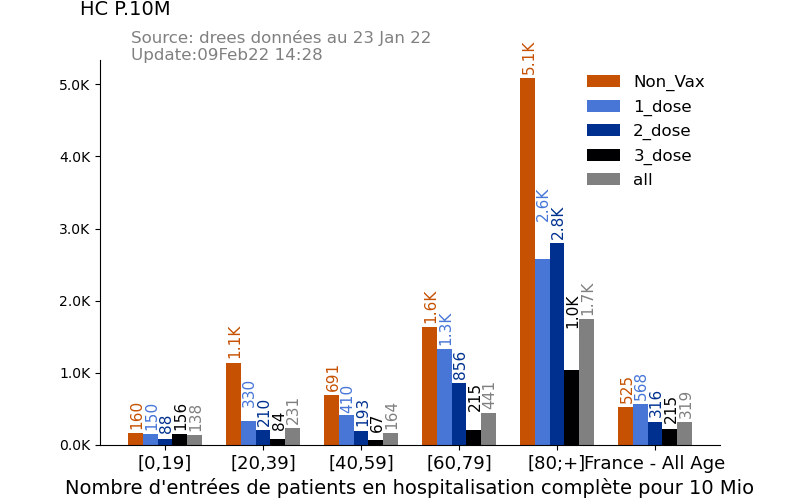 HC P.10M
Source: drees données au 23 Jan 22
Update:09Feb22 14:28
5.0K
4.0K
3.0K
2.0K
1.0K
0.0K
Non_Vax
1_dose
2_dose
3_dose
all
160 150 88 156 138
1.1K 330 210 84 231
691 410 193 67 164
1.6K 1.3K 856 215 441
5.1K 2.6K 2.8K 1.0K 1.7K
525 568 316 215 319
[0,19] [20,39] [40,59] [60,79] [80;+] France - All Age
Nombre d'entrées de patients en hospitalisation complète pour 10 Mio